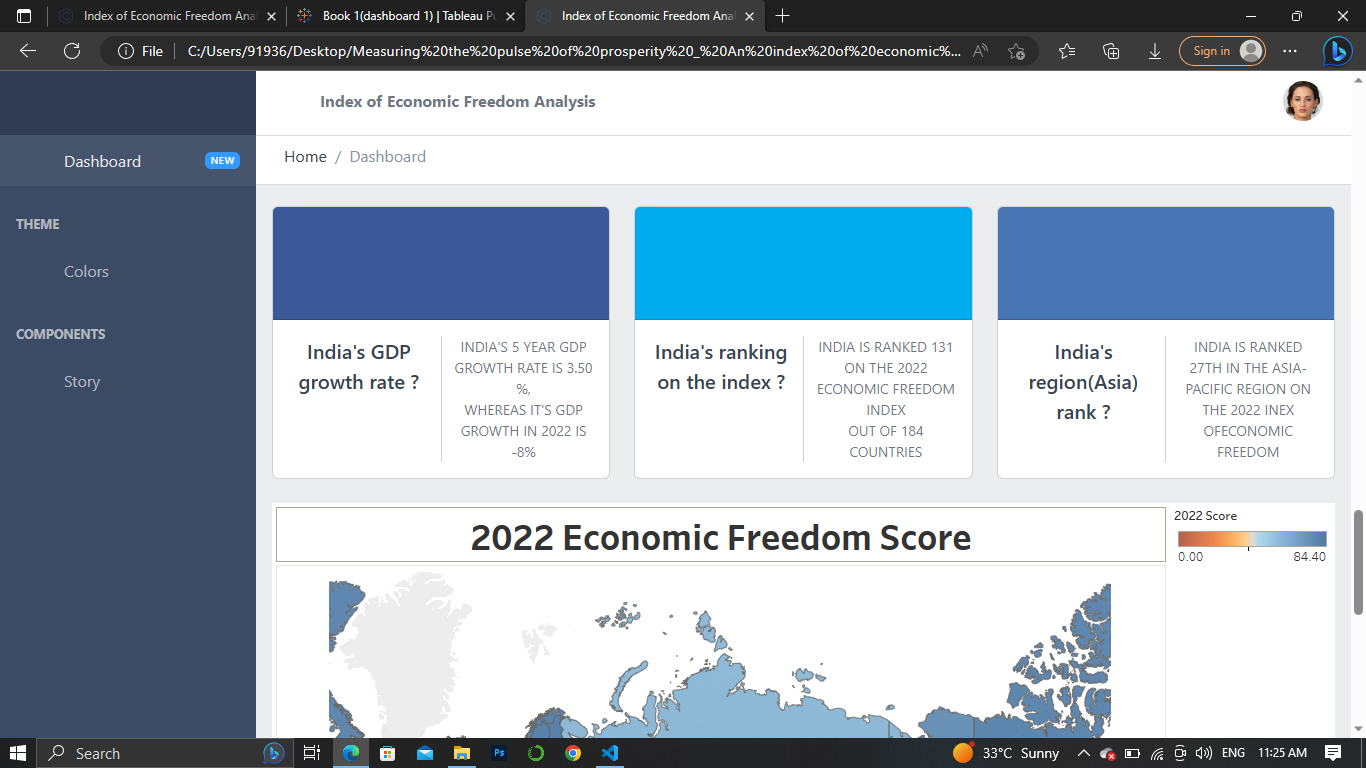 Index of Economic Freedom Anal
Book 1(dashboard 1) | Tableau Pu
Index of Economic Freedom Anal
File
C:/Users/91936/Desktop/Measuring%20the%20pulse%20of%20prosperity%20_%20An%20index%20of%20economic%...
Sign in
Index of Economic Freedom Analysis
Dashboard NEW
Home / Dashboard
THEME
Colors
COMPONENTS
Story
India's GDP
growth rate ?
INDIA'S 5 YEAR GDP
GROWTH RATE IS 3.50
%,
WHEREAS IT'S GDP
GROWTH IN 2022 IS
-8%
India's ranking
on the index ?
INDIA IS RANKED 131
ON THE 2022
ECONOMIC FREEDOM
INDEX
OUT OF 184
COUNTRIES
India's
region(Asia)
rank ?
INDIA IS RANKED
27TH IN THE ASIA-
PACIFIC REGION ON
THE 2022 INEX
OFECONOMIC
FREEDOM
2022 Economic Freedom Score
2022 Score
0.00 84.40
Search
Ps
33°C Sunny
ENG
11:25 AM